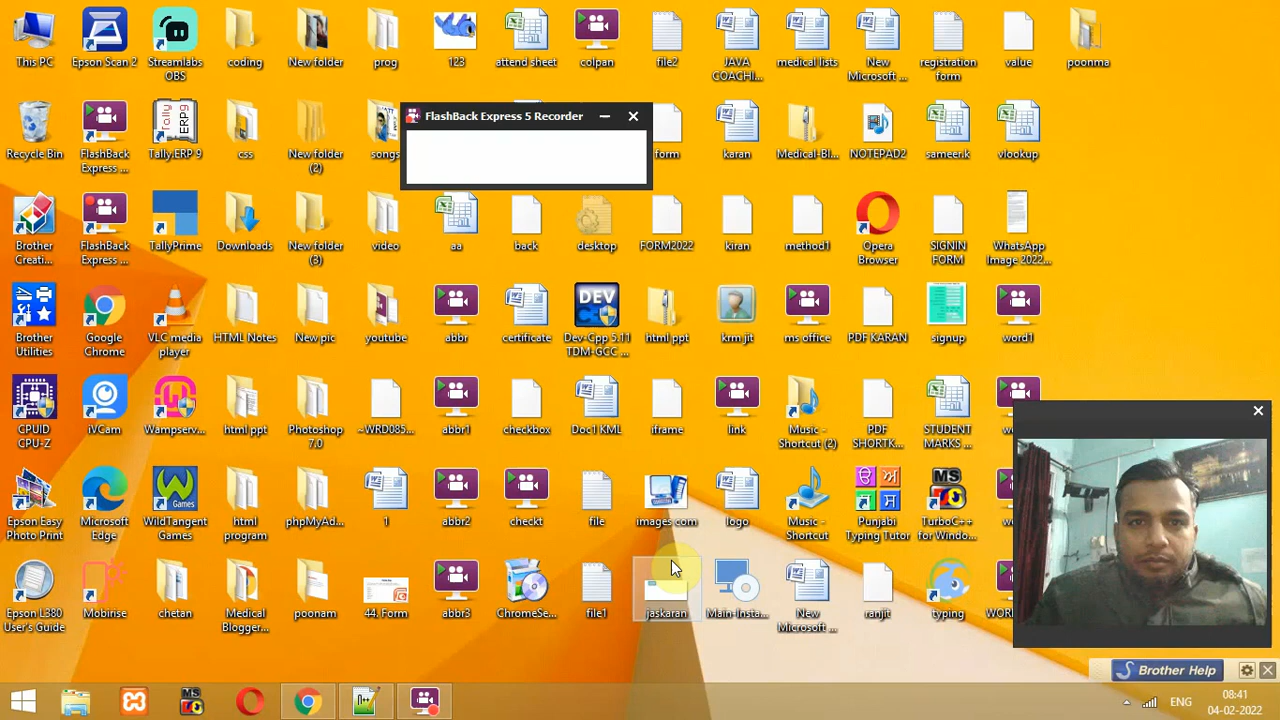 This PC
Epson Scan 2
Streamlabs
OBS
coding
New folder
prog
123
attend sheet
colpan
file2
JAVA
COACHI...
medical lists
New
Microsoft ...
registration
form
value
poonma
FlashBack Express 5 Recorder
Recycle Bin
FlashBack
Express ...
Tally.ERP 9
css
New folder
(2)
songs
form
karan
Medical-Bl...
NOTEPAD2
sameerik
vlookup
Brother
Creati...
FlashBack
Express ...
TallyPrime
Downloads
New folder
(3)
video
aa
back
desktop
FORM2022
kiran
method1
Opera
Browser
SIGNIN
FORM
WhatsApp
Image 2022...
Brother
Utilities
Google
Chrome
VLC media
player
HTML Notes
New pic
youtube
abbr
certificate
DEV
C++
Dev-Cpp 5.11
TDM-GCC ...
html ppt
krm jit
ms office
PDF KARAN
signup
word1
CPUID
CPU-Z
iVCam
Wampserv...
html ppt
Photoshop
7.0
~WRD085...
abbr1
checkbox
Doc1 KML
iframe
link
Music -
Shortcut (2)
PDF
SHORTK...
STUDENT
MARKS ...
Epson Easy
Photo Print
Microsoft
Edge
WildTangent
Games
html
program
phpMyAd...
1
abbr2
checkt
file
images com
logo
Music -
Shortcut
Punjabi
Typing Tutor
TurboC++
for Windo...
Epson L380
User's Guide
Mobirise
chetan
Medical
Blogger...
poonam
44. Form
abbr3
ChromeSe...
file1
jaskaran
Main-Insta...
New
Microsoft ...
ranjit
typing
Brother Help
ENG
08:41
04-02-2022